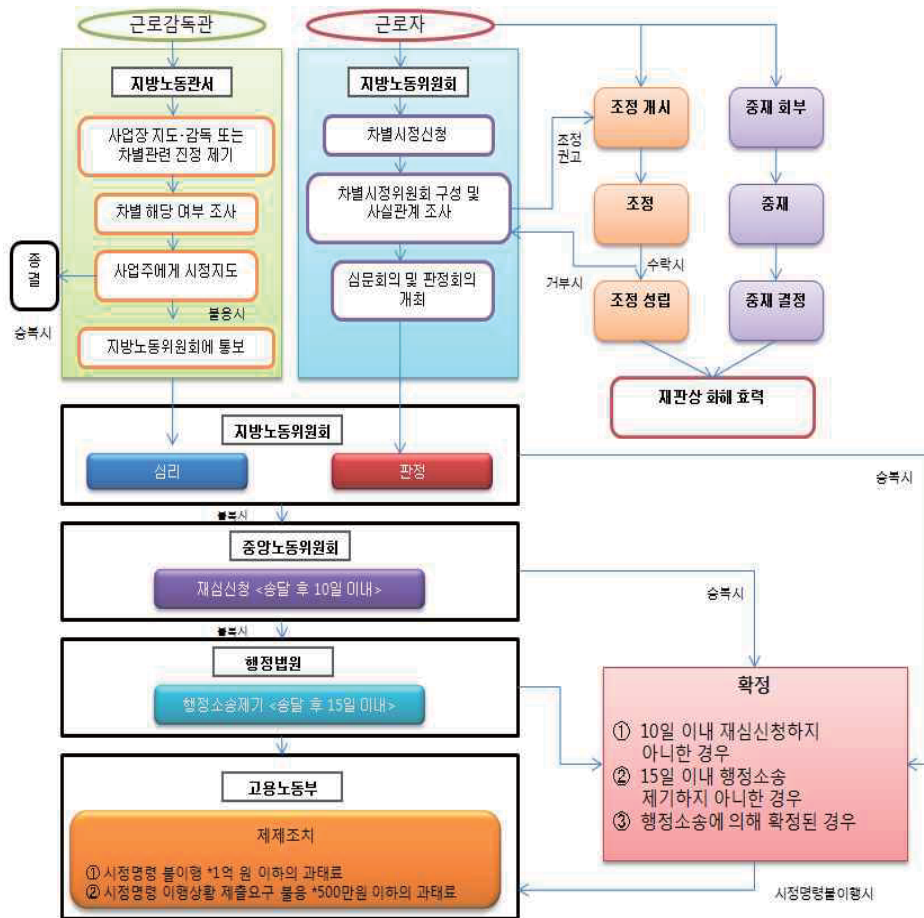 근로감독관
근로자
지방노동관서
지방노동위원회
사업장 지도·감독 또는
차별관련 진정 제기
차별시정신청
조정
권고
조정 개시
중재 회부
차별 해당 여부 조사
차별시정위원회 구성 및
사실관계 조사
조정
중재
종
결
사업주에게 시정지도
승복시
불응시
심문회의 및 판정회의
개최
거부시
수락시
조정 성립
중재 결정
지방노동위원회에 통보
재판상 화해 효력
지방노동위원회
심리
판정
승복시
불복시
중앙노동위원회
재심신청 <송달 후 10일 이내>
승복시
불복시
행정법원
행정소송제기 <송달 후 15일 이내>
확정
① 10일 이내 재심신청하지
아니한 경우
② 15일 이내 행정소송
제기하지 아니한 경우
③ 행정소송에 의해 확정된 경우
고용노동부
제제조치
① 시정명령 불이행 *1억 원 이하의 과태료
② 시정명령 이행상황 제출요구 불응 *500만원 이하의 과태료
시정명령불이행시